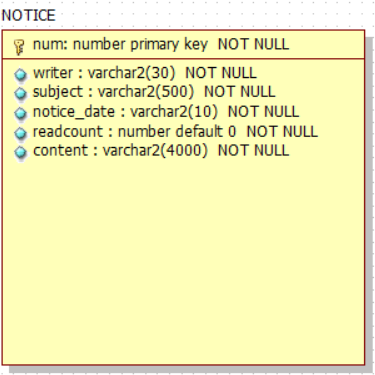 NOTICE
num: number primary key NOT NULL
writer : varchar2(30) NOT NULL
subject : varchar2(500) NOT NULL
notice_date : varchar2(10) NOT NULL
readcount : number default 0 NOT NULL
content : varchar2(4000) NOT NULL